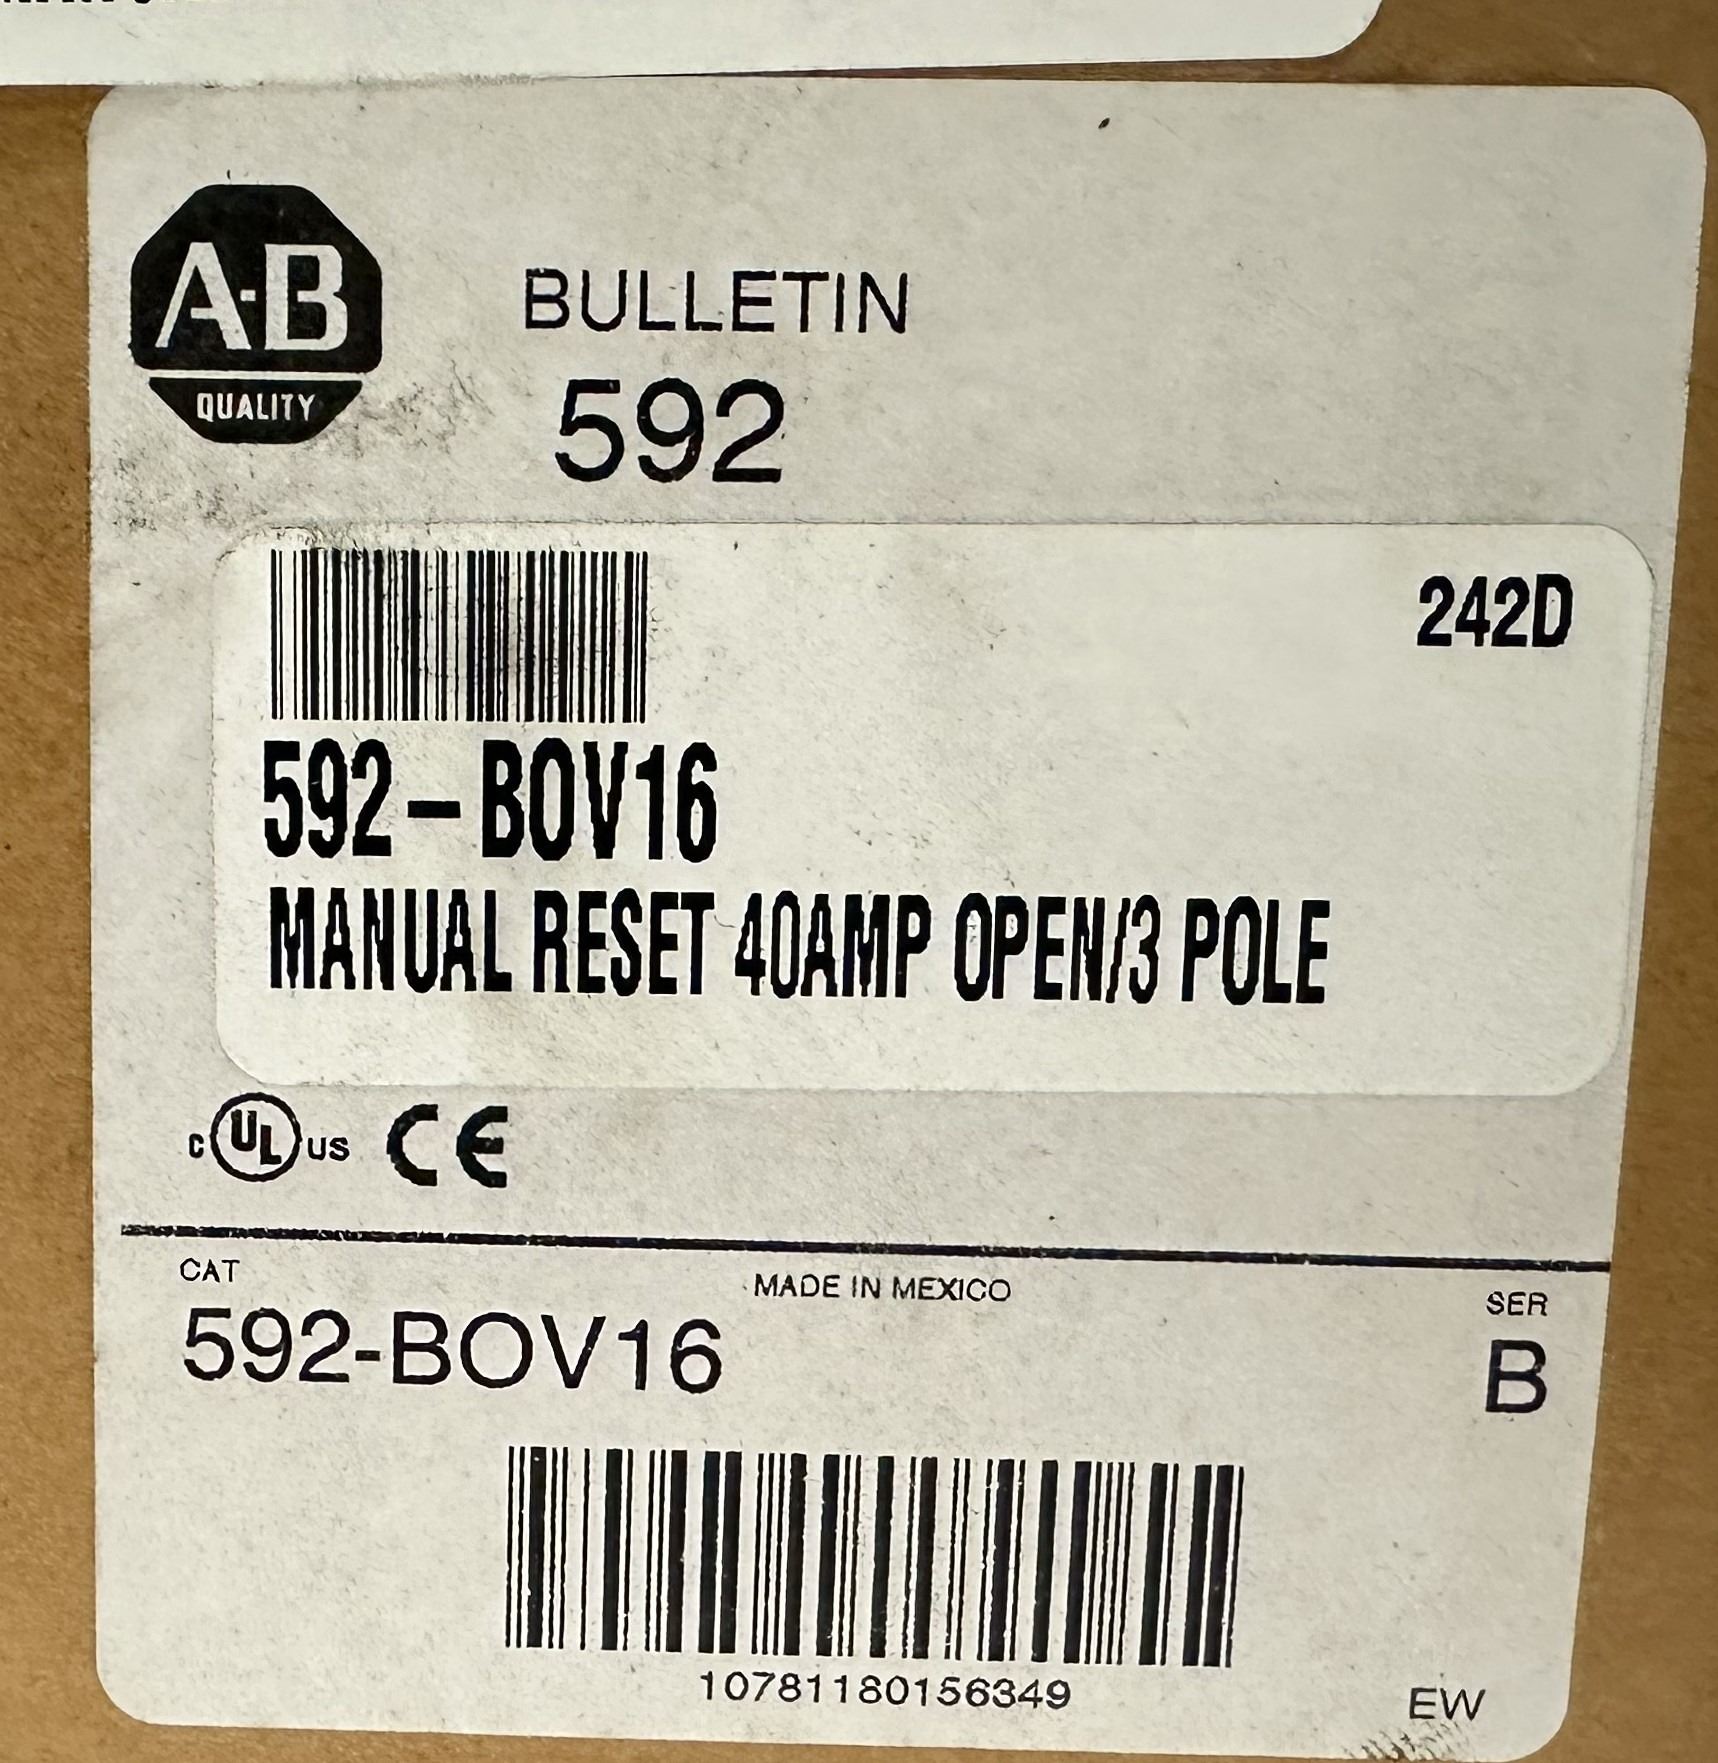 A-B
QUALITY
BULLETIN
592
242D
592-BOV16
MANUAL RESET 40AMP OPEN/3 POLE
c UL us CE
CAT
MADE IN MEXICO
SER
592-BOV16
B
10781180156349
EW